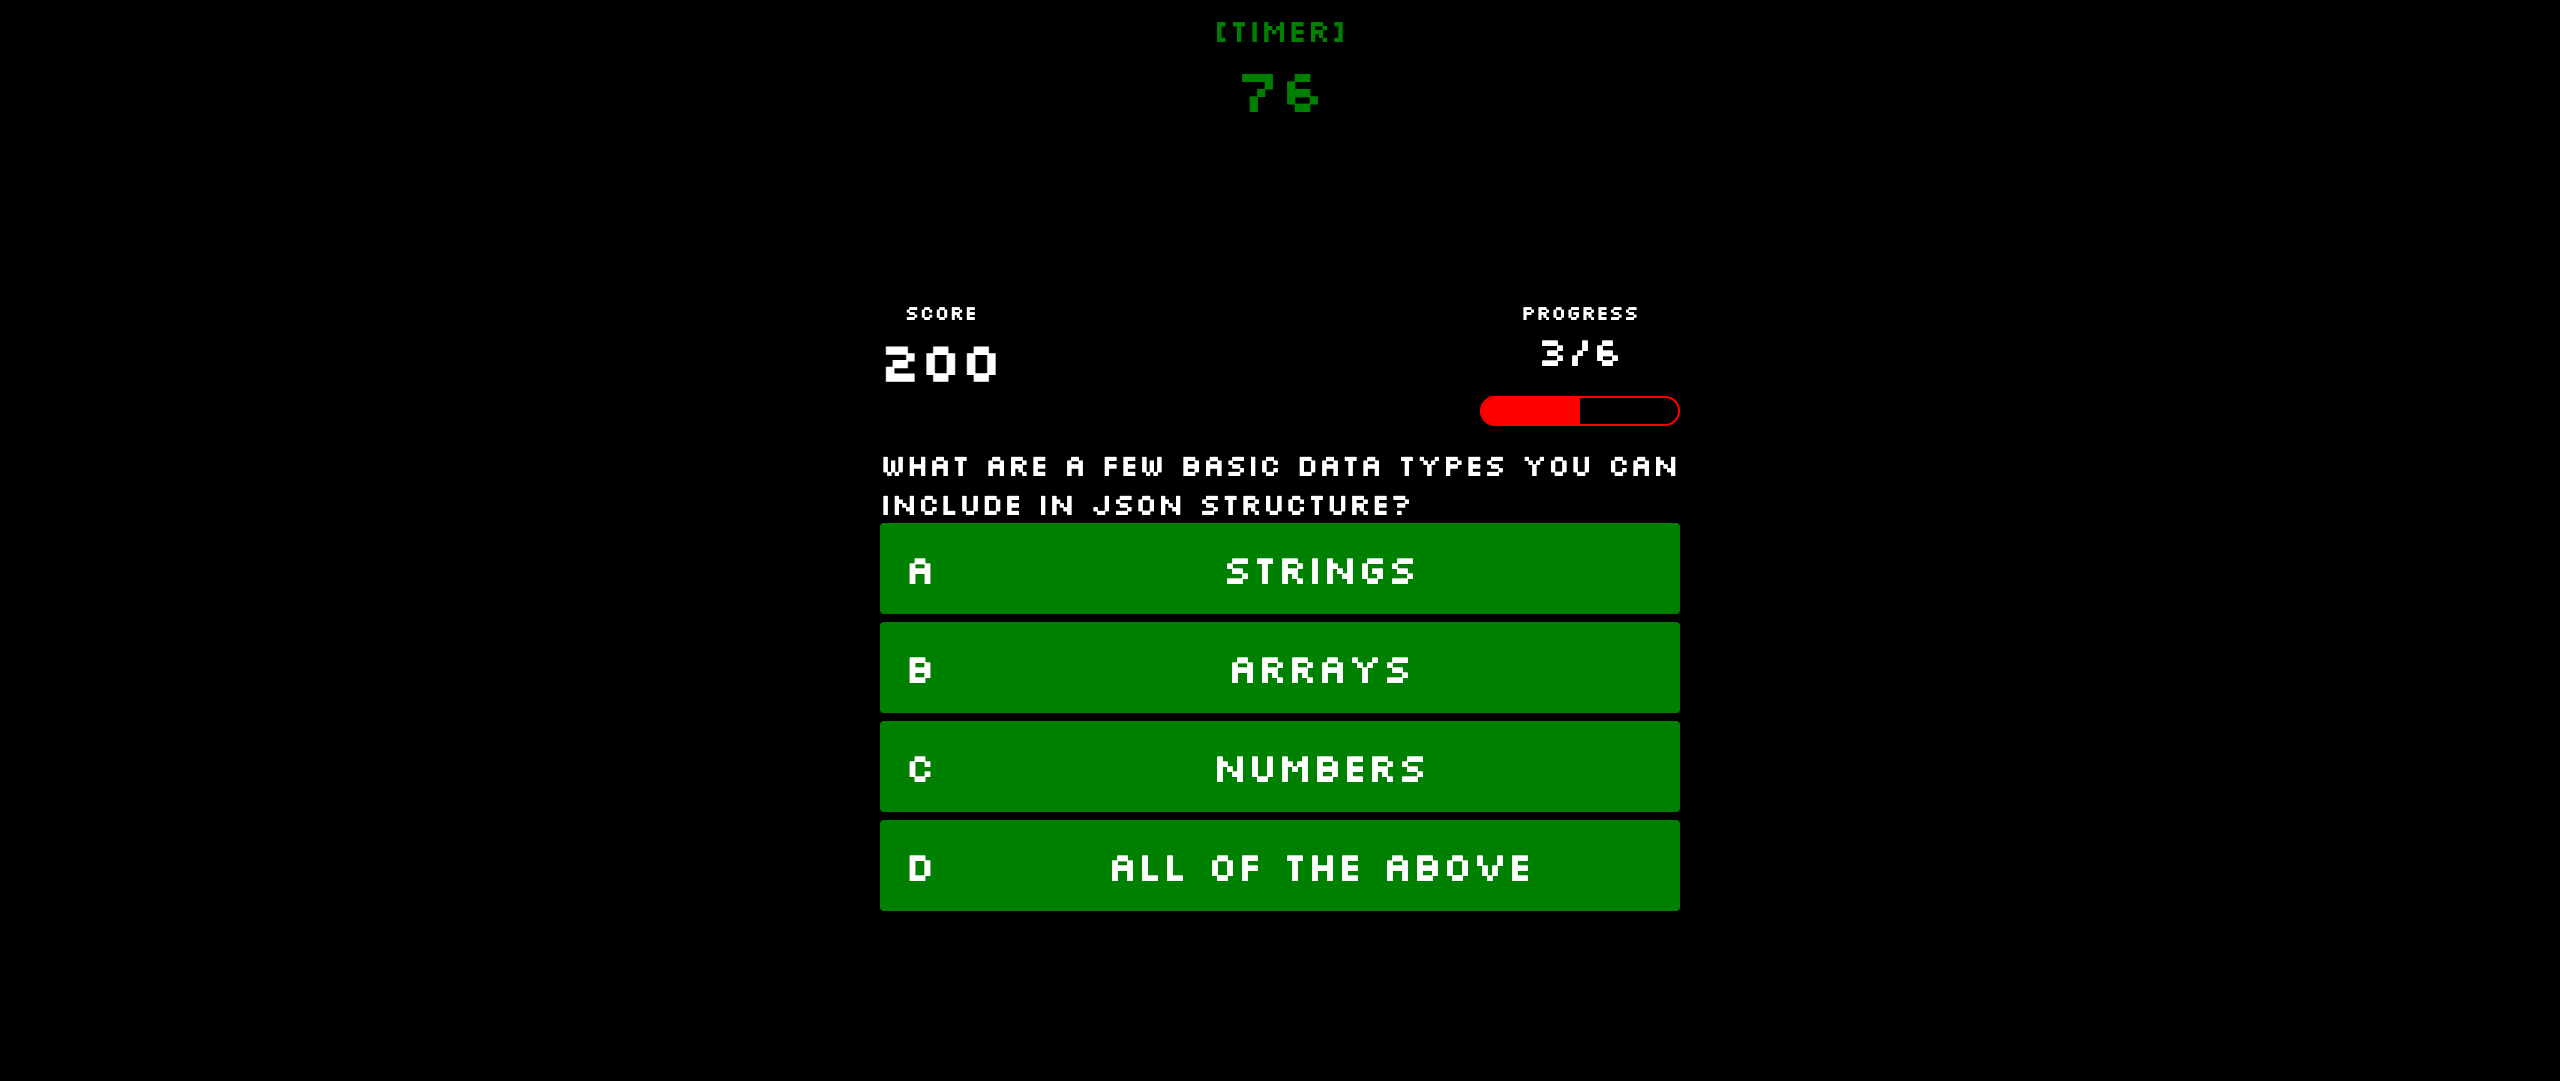 [TIMER]
76
SCORE
200
PROGRESS
3/6
WHAT ARE A FEW BASIC DATA TYPES YOU CAN
INCLUDE IN JSON STRUCTURE?
A STRINGS
B ARRAYS
C NUMBERS
D ALL OF THE ABOVE